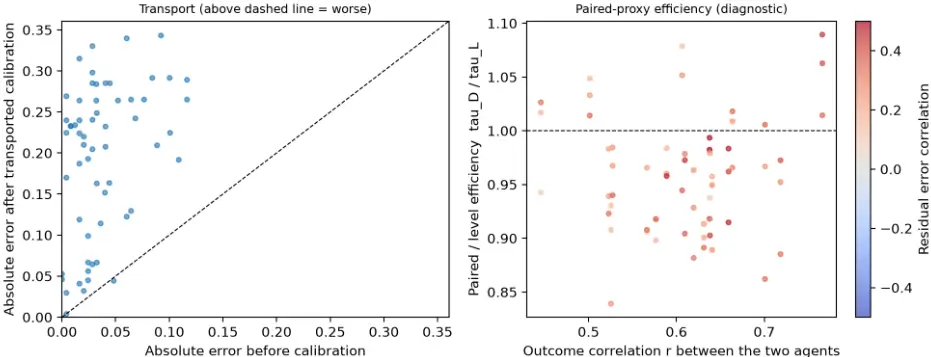 Transport (above dashed line = worse)
Absolute error after transported calibration
0.35
0.30
0.25
0.20
0.15
0.10
0.05
0.00
0.00 0.05 0.10 0.15 0.20 0.25 0.30 0.35
Absolute error before calibration
Paired-proxy efficiency (diagnostic)
Paired / level efficiency tau_D / tau_L
1.10
1.05
1.00
0.95
0.90
0.85
0.5 0.6 0.7
Outcome correlation r between the two agents
0.4
0.2
0.0
−0.2
−0.4
Residual error correlation